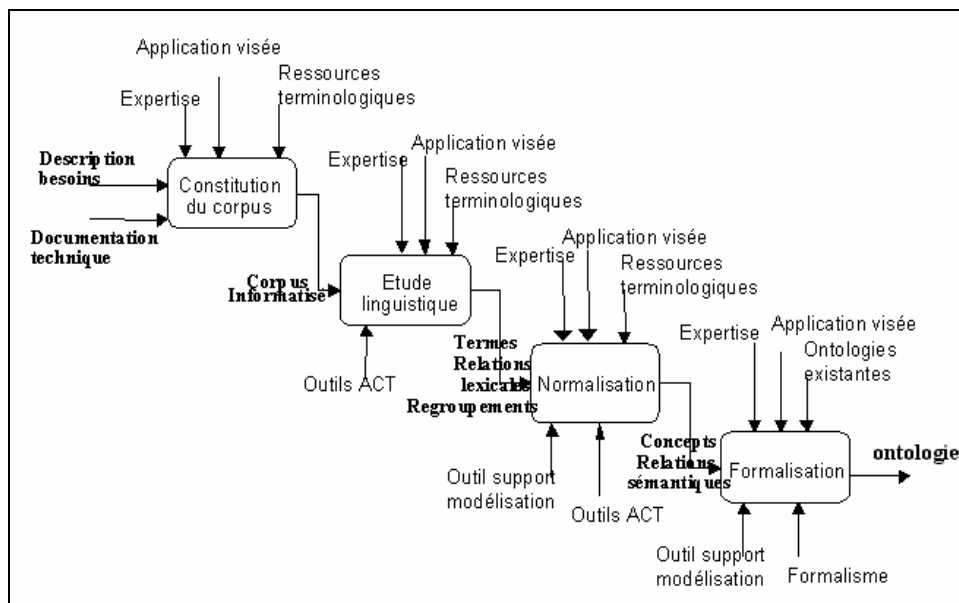 Application visée
Expertise
Ressources
terminologiques
Description
besoins
Constitution
du corpus
Documentation
technique
Application visée
Expertise
Ressources
terminologiques
Corpus
Informatisé
Etude
linguistique
Outils ACT
Application visée
Expertise
Ressources
terminologiques
Termes
Relations
lexicales
Regroupements
Normalisation
Outil support
modélisation
Outils ACT
Expertise
Application visée
Ontologies
existantes
Concepts
Relations
sémantiques
Formalisation
ontologie
Outil support
modélisation
Formalisme